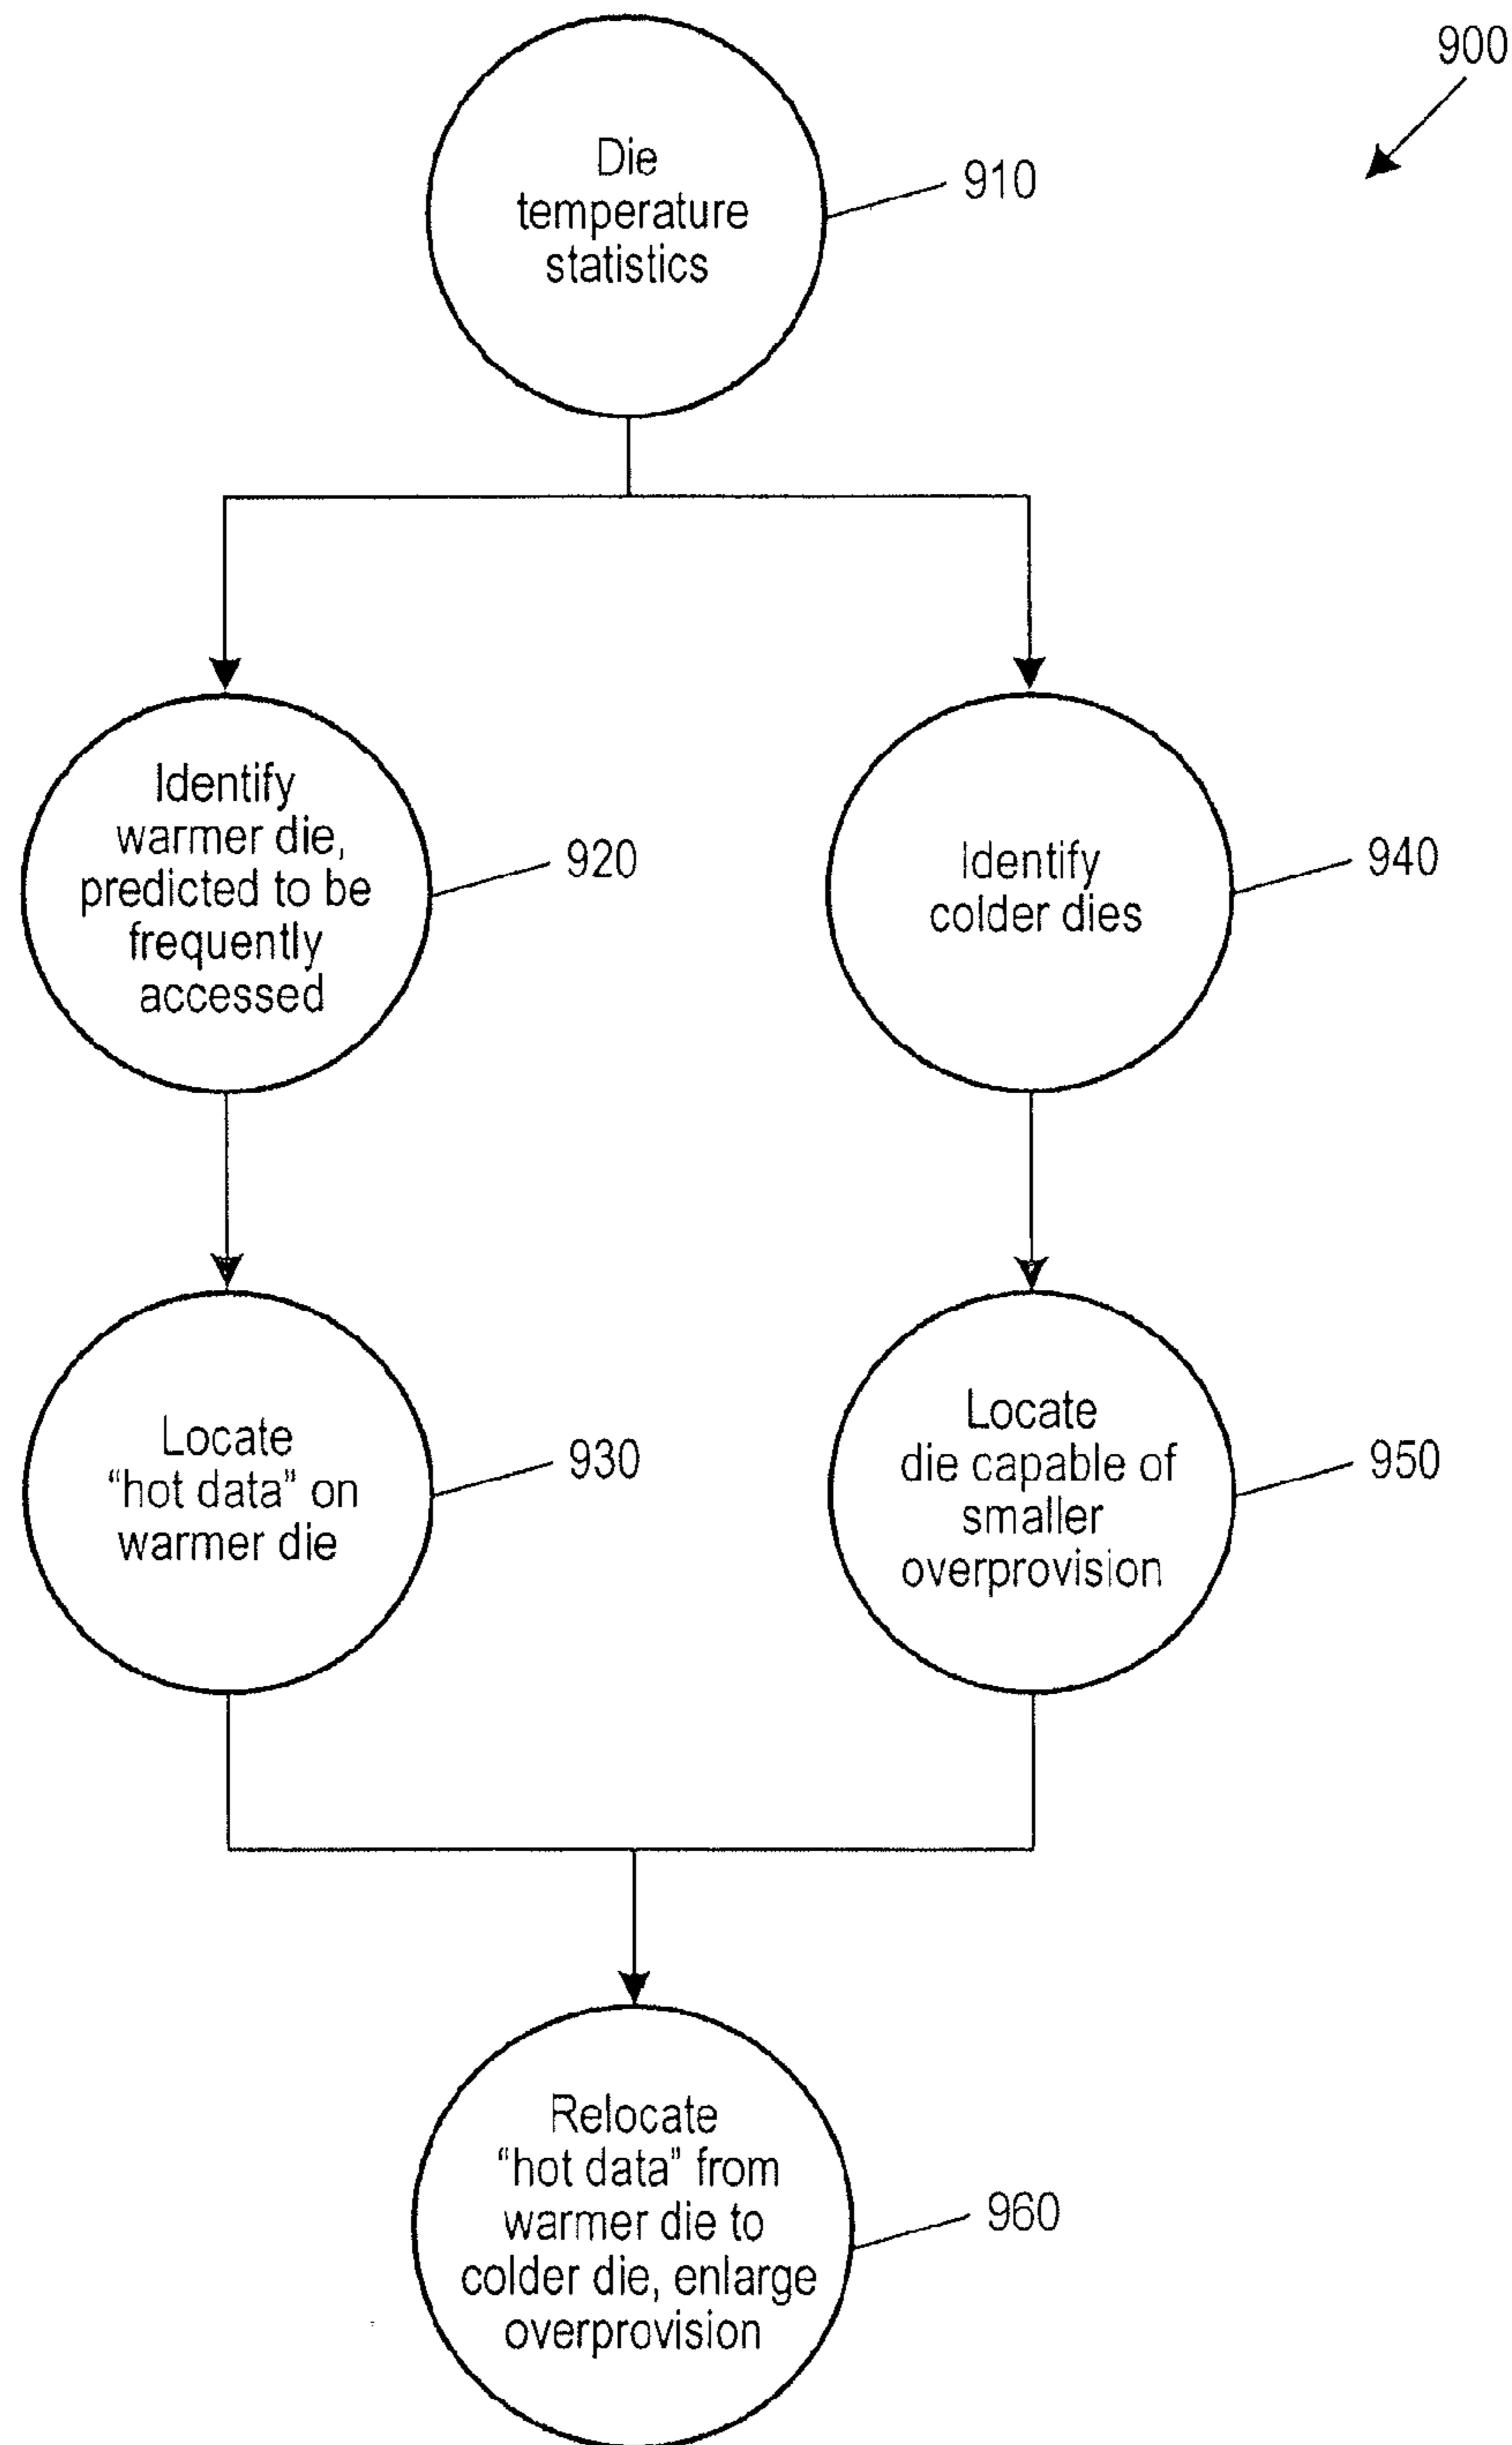 900
Die
temperature
statistics
910
Identify
warmer die,
predicted to be
frequently
accessed
920
Identify
colder dies
940
Locate
“hot data” on
warmer die
930
Locate
die capable of
smaller
overprovision
950
Relocate
“hot data” from
warmer die to
colder die, enlarge
overprovision
960